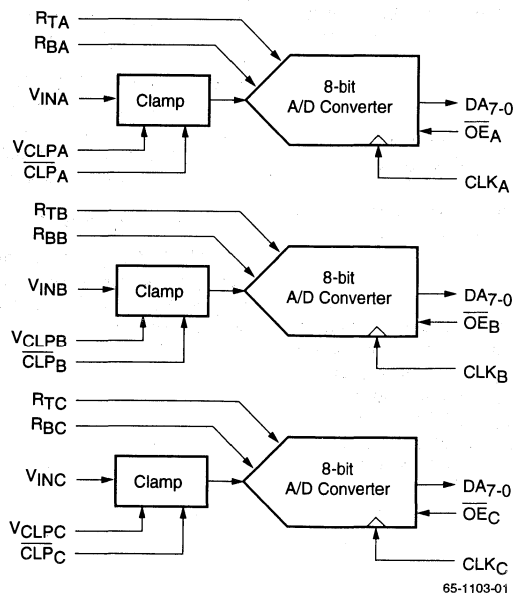 RTA
RBA
8-bit
A/D Converter
VINA
Clamp
DA7-0
OEA
VCLPA
CLPA
CLKA
RTB
RBB
8-bit
A/D Converter
VINB
Clamp
DA7-0
OEB
VCLPB
CLPB
CLKB
RTC
RBC
8-bit
A/D Converter
VINC
Clamp
DA7-0
OEC
VCLPC
CLPC
CLKC
65-1103-01